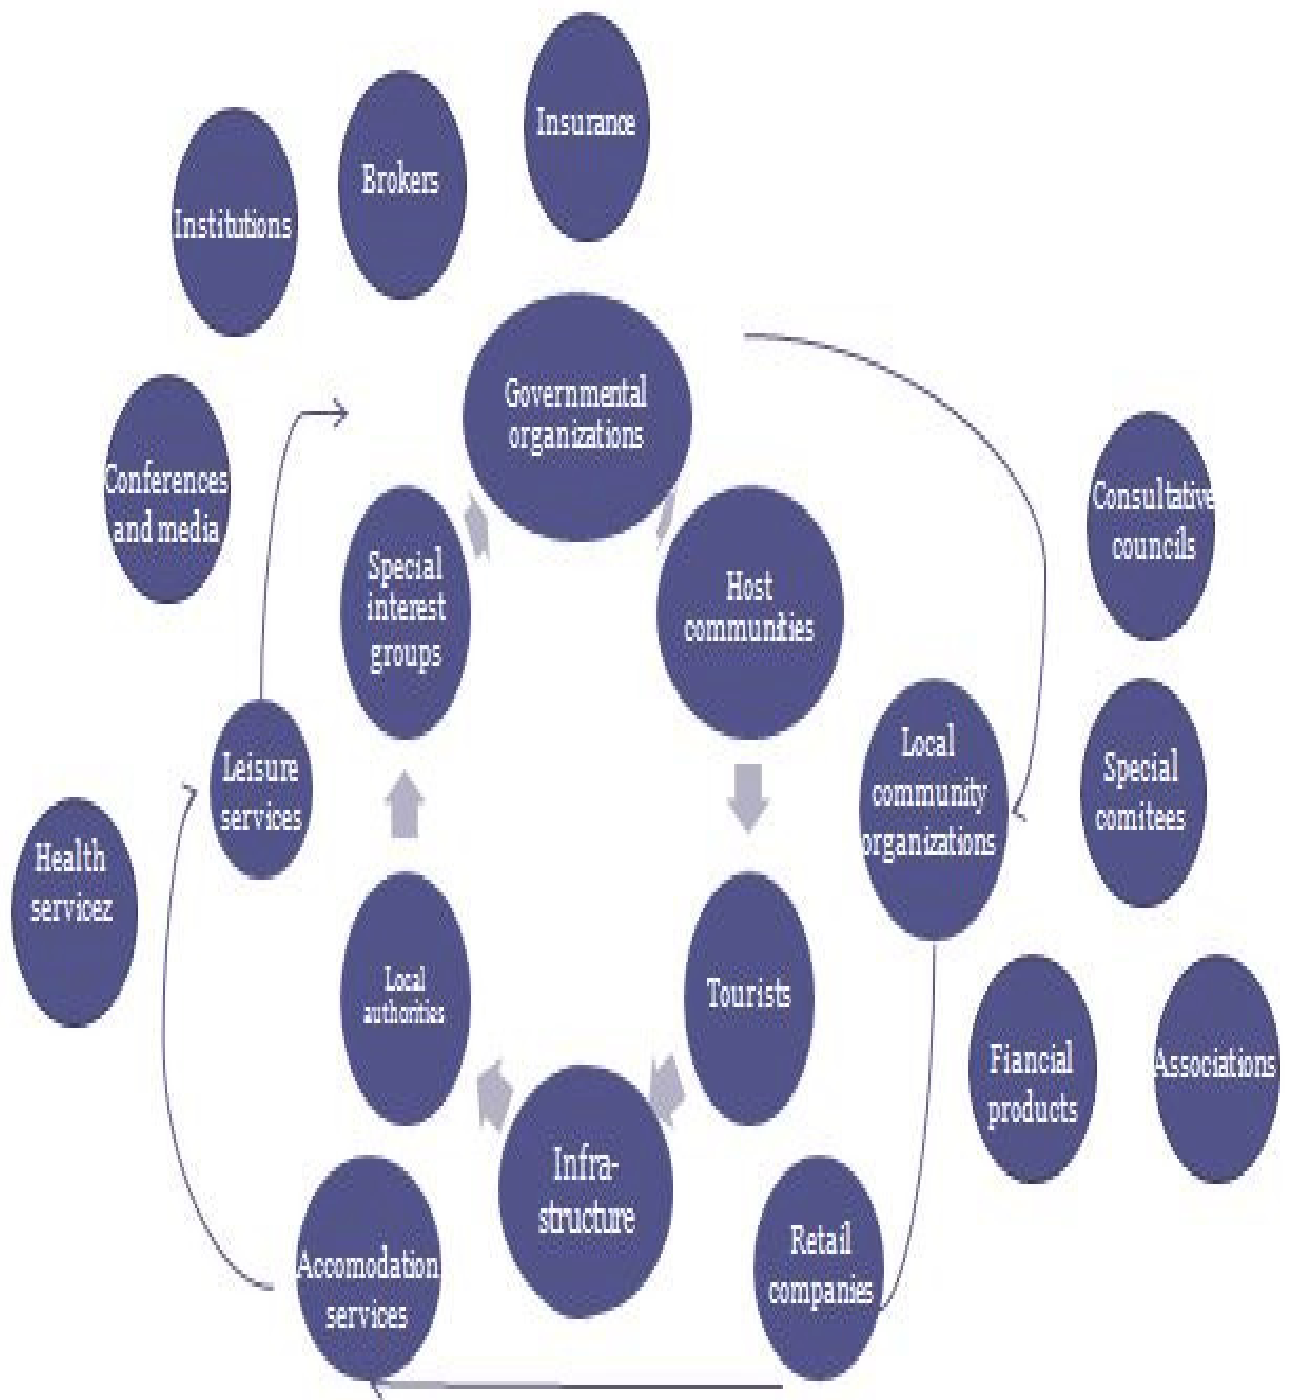 Insurance
Brokers
Institutions
Governmental
organizations
Conferences
and media
Consultative
councils
Special
interest
groups
Host
communities
Local
community
organizations
Special
comitees
Leisure
services
Health
servicez
Local
authorities
Tourists
Fiancial
products
Associations
Infra-
structure
Retail
companies
Accomodation
services